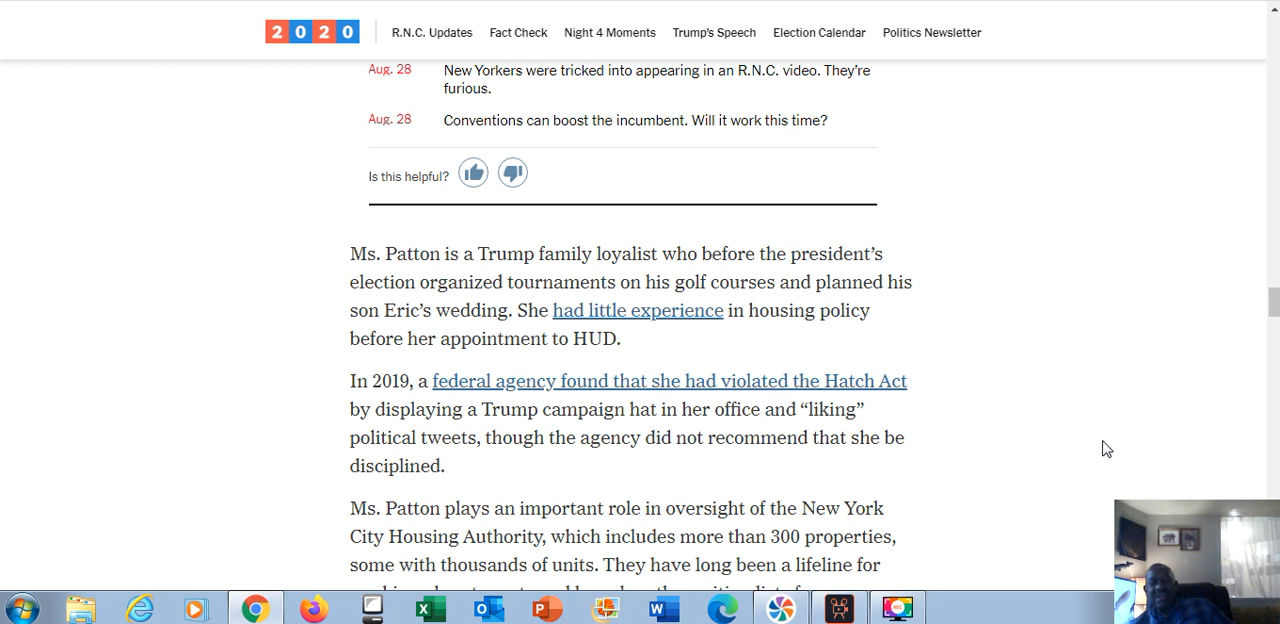 2020
R.N.C. Updates Fact Check Night 4 Moments Trump's Speech Election Calendar Politics Newsletter
Aug. 28 New Yorkers were tricked into appearing in an R.N.C. video. They're
furious.
Aug. 28 Conventions can boost the incumbent. Will it work this time?
Is this helpful?
Ms. Patton is a Trump family loyalist who before the president's
election organized tournaments on his golf courses and planned his
son Eric's wedding. She had little experience in housing policy
before her appointment to HUD.
In 2019, a federal agency found that she had violated the Hatch Act
by displaying a Trump campaign hat in her office and “liking”
political tweets, though the agency did not recommend that she be
disciplined.
Ms. Patton plays an important role in oversight of the New York
City Housing Authority, which includes more than 300 properties,
some with thousands of units. They have long been a lifeline for